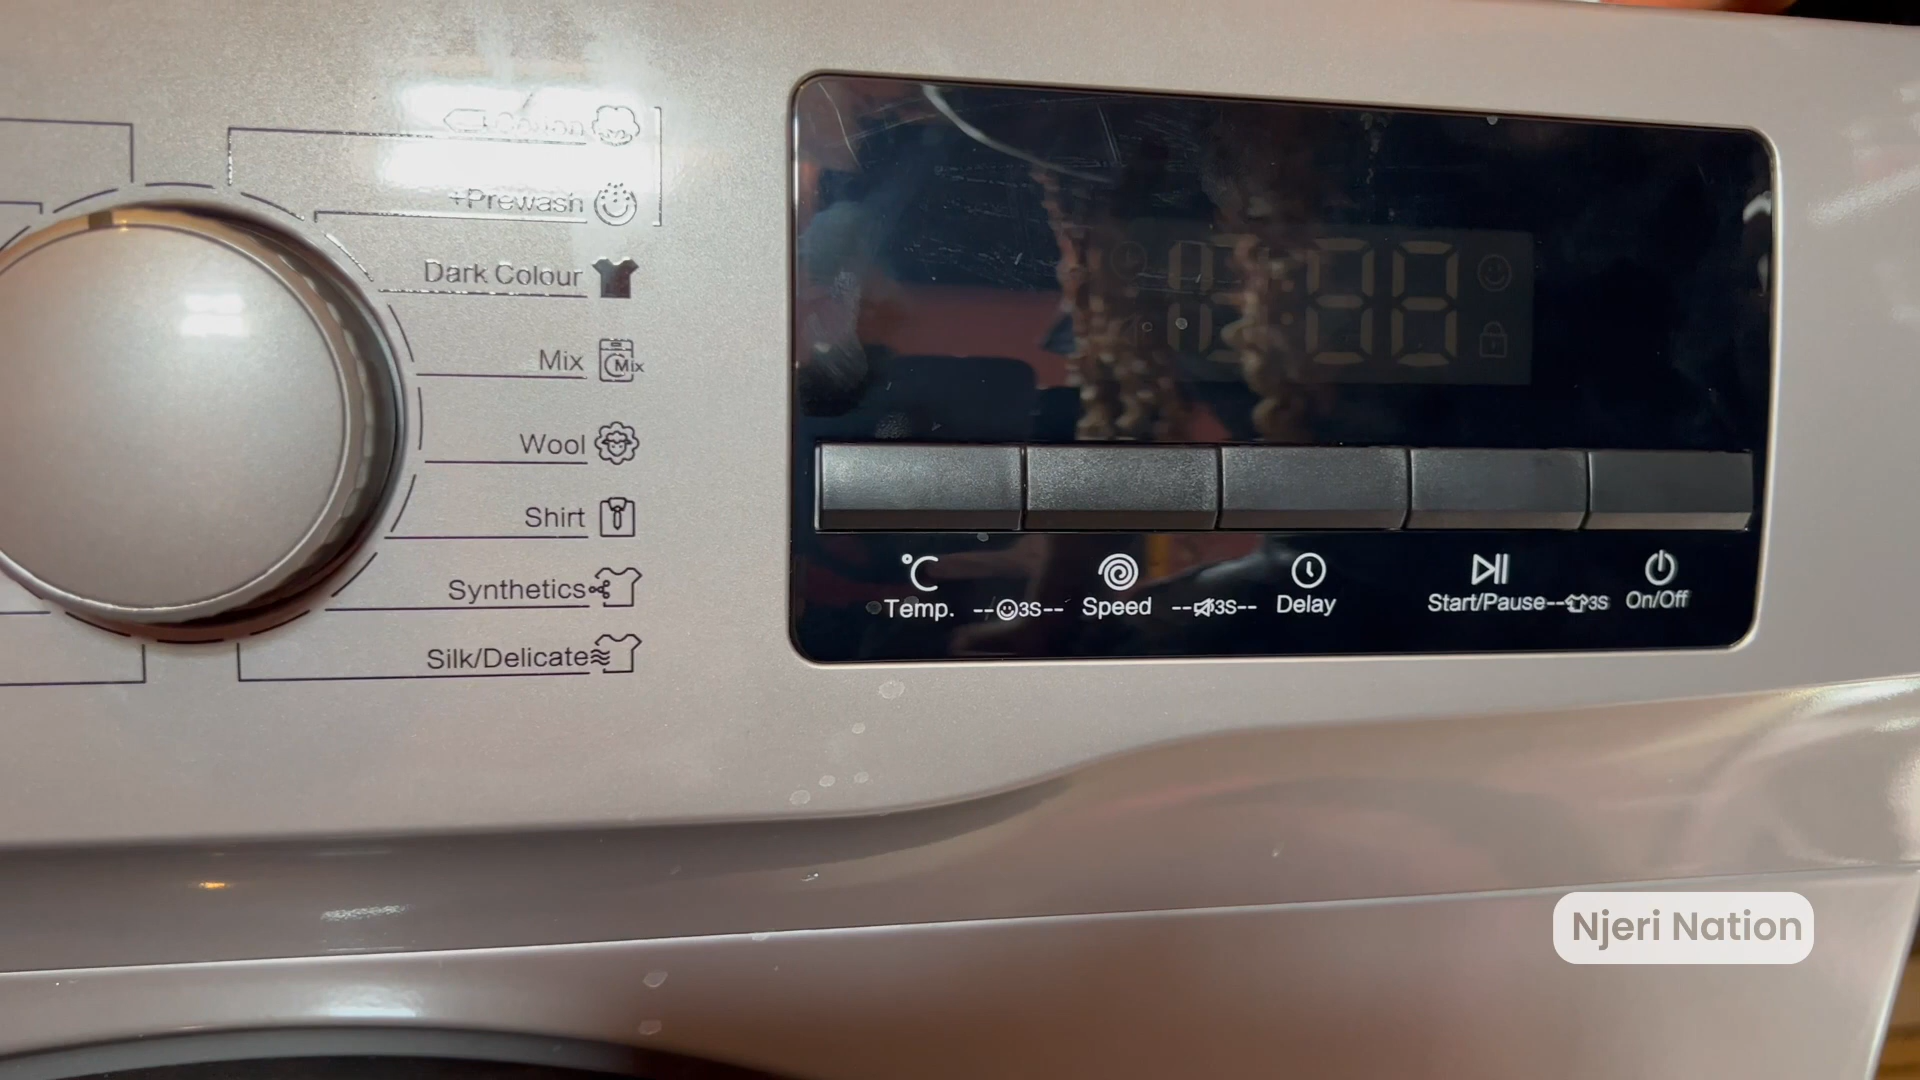 Cotton
+Prewash
Dark Colour
Mix
Mix
Wool
Shirt
Synthetics
Silk/Delicate
°C
Temp. --3S-- Speed --3S-- Delay
Start/Pause--3S On/Off
Njeri Nation